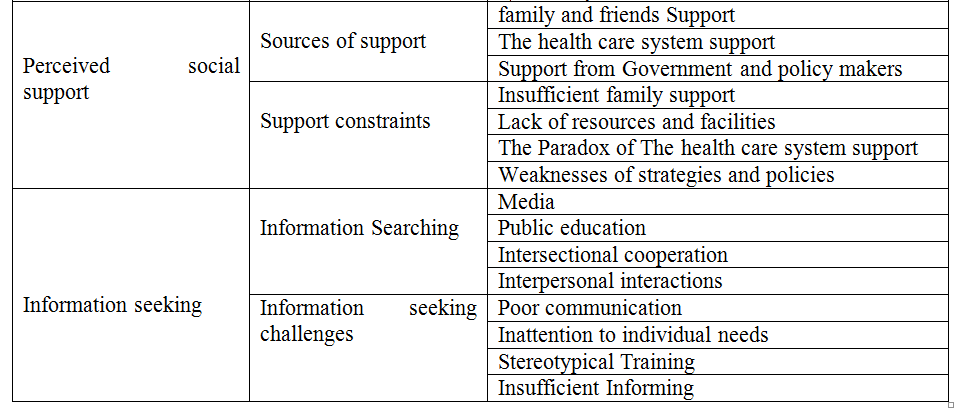 family and friends Support
Sources of support
The health care system support
Perceived social
support
Support from Government and policy makers
Insufficient family support
Support constraints
Lack of resources and facilities
The Paradox of The health care system support
Weaknesses of strategies and policies
Media
Information Searching
Public education
Intersectional cooperation
Interpersonal interactions
Information seeking
Information seeking
challenges
Poor communication
Inattention to individual needs
Stereotypical Training
Insufficient Informing